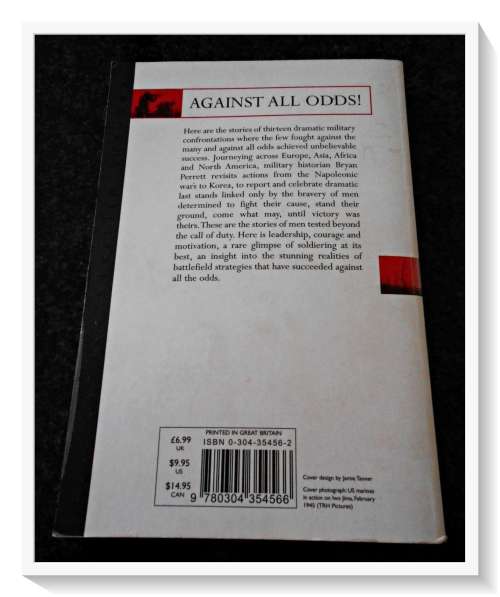 AGAINST ALL ODDS!
Here are the stories of thirteen dramatic military
confrontations where the few fought against the
many and against all odds achieved unbelievable
success. Journeying across Europe, Asia, Africa
and North America, military historian Bryan
Perrett revisits actions from the Napoleonic
wars to Korea, to report and celebrate dramatic
last stands linked only by the bravery of men
determined to fight their cause, stand their
ground, come what may, until victory was
theirs. These are the stories of men tested beyond
the call of duty. Here is leadership, courage and
motivation, a rare glimpse of soldiering at its
best, an insight into the stunning realities of
battlefield strategies that have succeeded against
all the odds.
PRINTED IN GREAT BRITAIN
£6.99
UK
$9.95
US
$14.95
CAN
ISBN 0-304-35456-2
9 780304 354566
Cover design by Jamie Tanner
Cover photograph: US marines
in action on Iwo Jima, February
1945 (TRH Pictures)